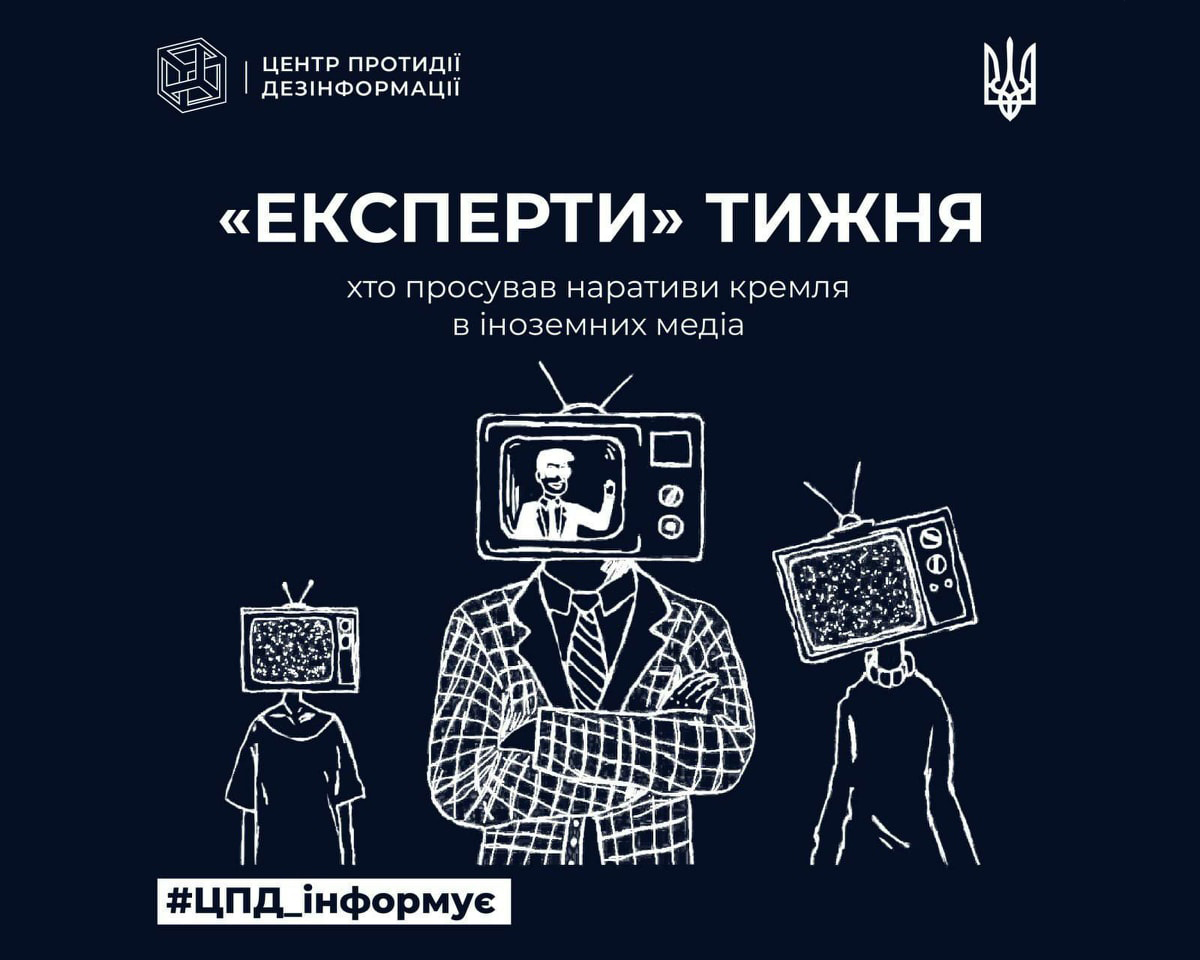 ЦЕНТР ПРОТИДІЇ
ДЕЗІНФОРМАЦІЇ
«ЕКСПЕРТИ» ТИЖНЯ
хто просував наративи кремля
в іноземних медіа
#ЦПД_інформує